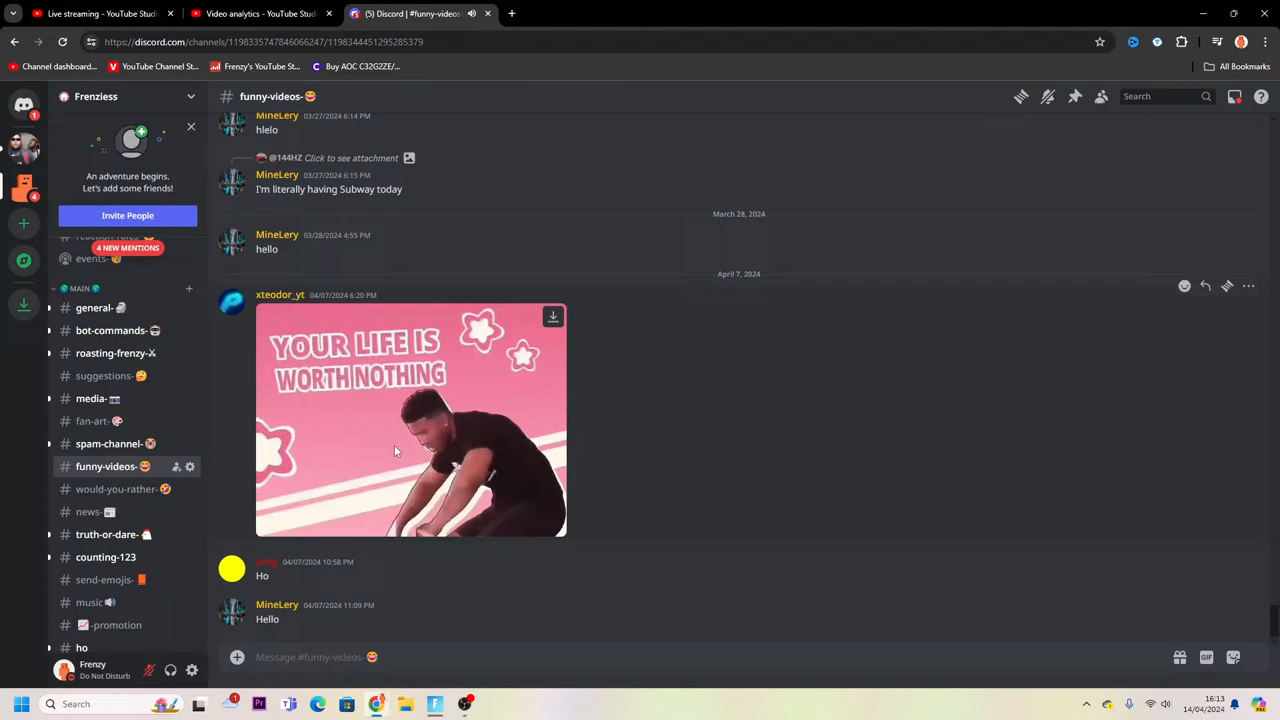 Live streaming - YouTube Stud
Video analytics - YouTube Studi
(5) Discord | #funny-videos-
https://discord.com/channels/1198335747846066247/1198344451295285379
Channel dashboard...
YouTube Channel St...
Frenzy's YouTube St...
Buy AOC C32G2ZE/...
All Bookmarks
Frenziess
# funny-videos-😂
Search
1
4
An adventure begins.
Let's add some friends!
Invite People
4 NEW MENTIONS
events-
MAIN
general-
bot-commands-
roasting-frenzy-⚔
suggestions-🤔
media-📷
fan-art-🎨
spam-channel-😭
funny-videos-😂
would-you-rather-🤣
news-📰
truth-or-dare-
counting-123
send-emojis-
music🔊
📈-promotion
ho
Frenzy
Do Not Disturb
MineLery 03/27/2024 6:14 PM
hlelo
@144HZ Click to see attachment
MineLery 03/27/2024 6:15 PM
I'm literally having Subway today
March 28, 2024
MineLery 03/28/2024 4:55 PM
hello
April 7, 2024
xteodor_yt 04/07/2024 6:20 PM
YOUR LIFE IS
WORTH NOTHING
04/07/2024 10:58 PM
Ho
MineLery 04/07/2024 11:09 PM
Hello
Message #funny-videos-😂
GIF
Search
1
16:13
14/04/2024